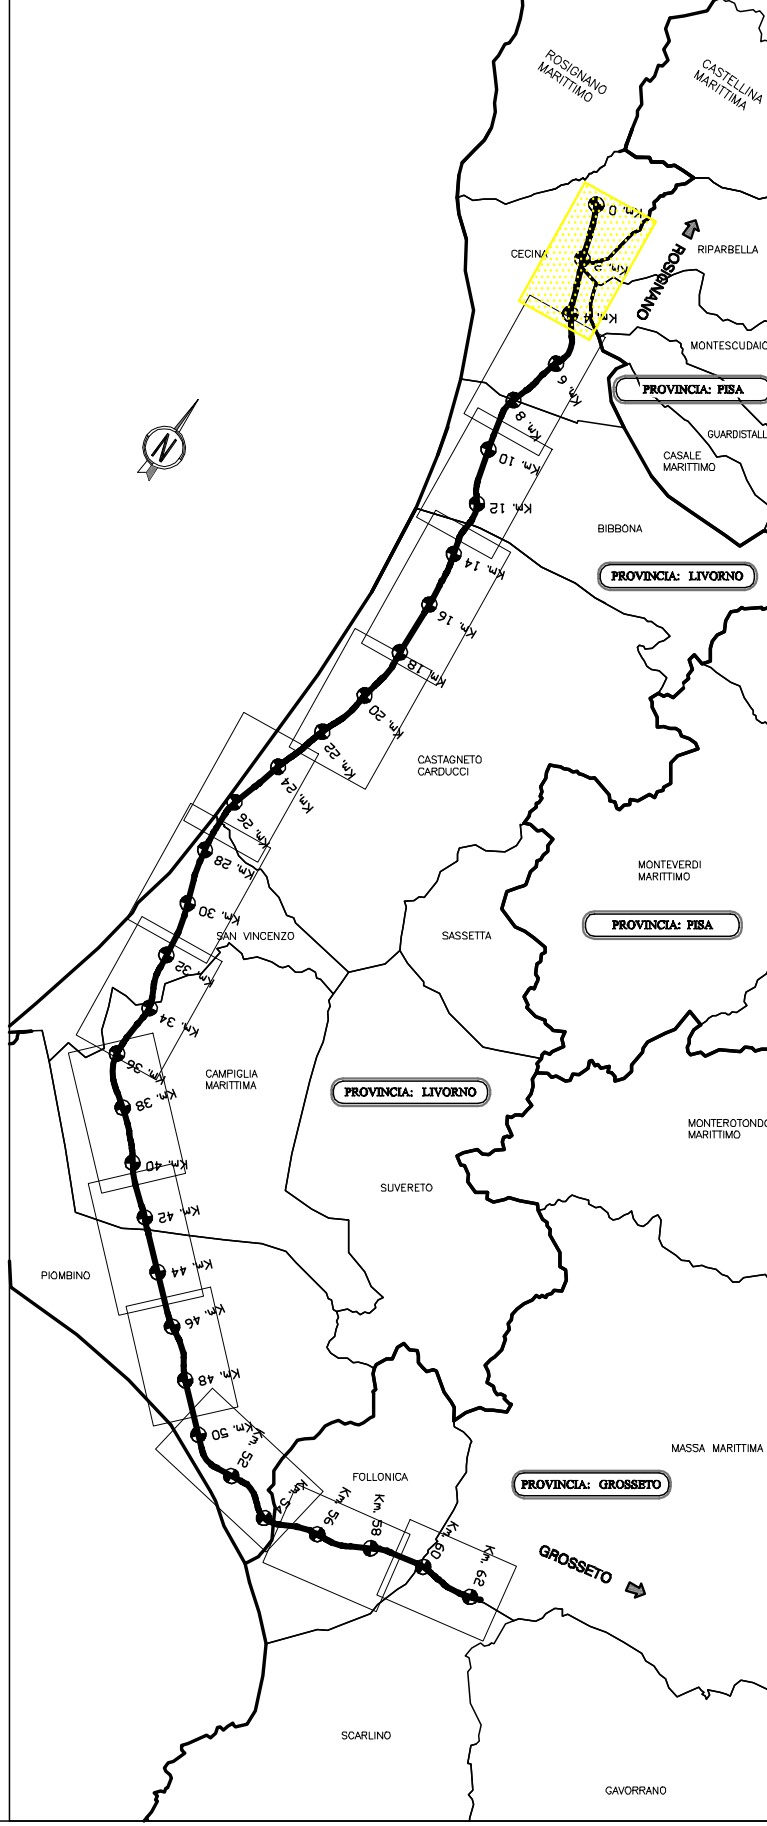 ROSIGNANO
MARITTIMO
CASTELLINA
MARITTIMA
Km. 0
CECINA
Km. 2
ROSIGNANO
RIPARBELLA
Km. 4
MONTESCUDAIO
Km. 6
PROVINCIA: PISA
Km. 8
GUARDISTALL
N
Km. 10
CASALE
MARITTIMO
Km. 12
BIBBONA
Km. 14
PROVINCIA: LIVORNO
Km. 16
Km. 18
Km. 20
Km. 22
CASTAGNETO
CARDUCCI
Km. 24
Km. 26
Km. 28
MONTEVERDI
MARITTIMO
Km. 30
PROVINCIA: PISA
SAN VINCENZO
SASSETTA
Km. 32
Km. 34
Km. 36
CAMPIGLIA
MARITTIMA
PROVINCIA: LIVORNO
Km. 38
MONTEROTONDO
MARITTIMO
Km. 40
SUVERETO
Km. 42
PIOMBINO
Km. 44
Km. 46
Km. 48
Km. 50
MASSA MARITTIMA
Km. 52
FOLLONICA
PROVINCIA: GROSSETO
Km. 54
Km. 56
Km. 58
Km. 60
Km. 62
GROSSETO
SCARLINO
GAVORRANO